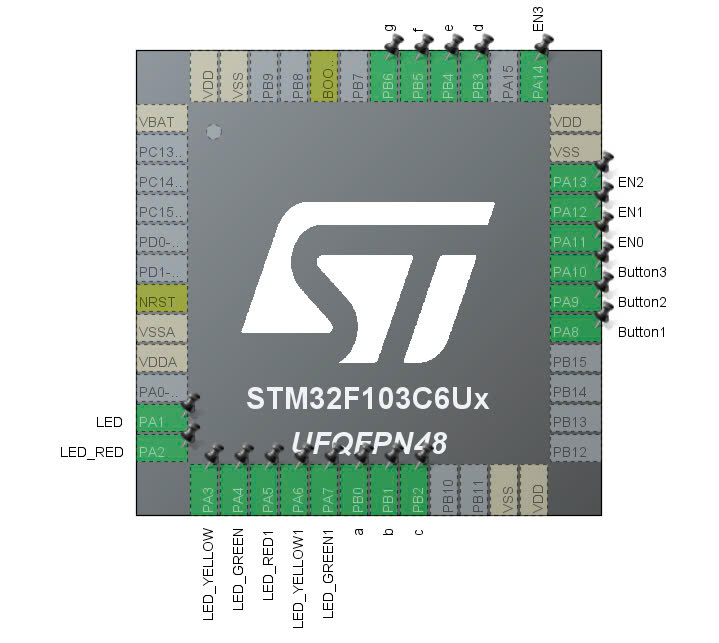 g
f
e
d
EN3
VDD
VSS
PB9
PB8
BOO..
PB7
PB6
PB5
PB4
PB3
PA15
PA14
VBAT
PC13..
PC14..
PC15..
PD0-..
PD1-..
NRST
VSSA
VDDA
PA0-..
LED PA1
LED_RED PA2
VDD
VSS
PA13 EN2
PA12 EN1
PA11 EN0
PA10 Button3
PA9 Button2
PA8 Button1
PB15
PB14
PB13
PB12
STM32F103C6Ux
UFQFPN48
PA3
PA4
PA5
PA6
PA7
PB0
PB1
PB2
PB10
PB11
VSS
VDD
LED_YELLOW
LED_GREEN
LED_RED1
LED_YELLOW1
LED_GREEN1
a
b
c